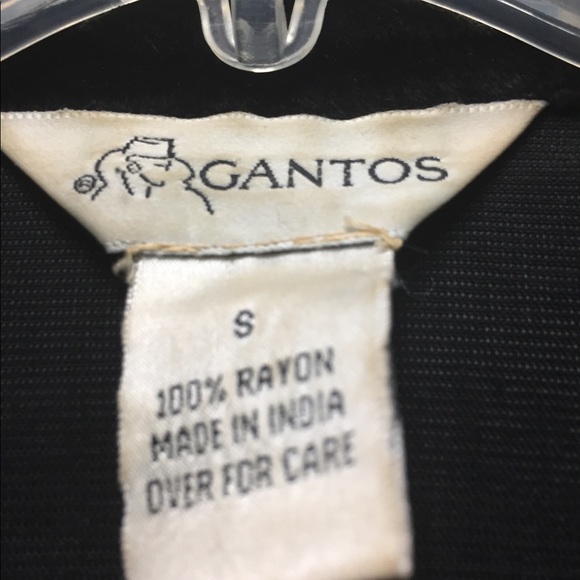 GANTOS
S
100% RAYON
MADE IN INDIA
OVER FOR CARE